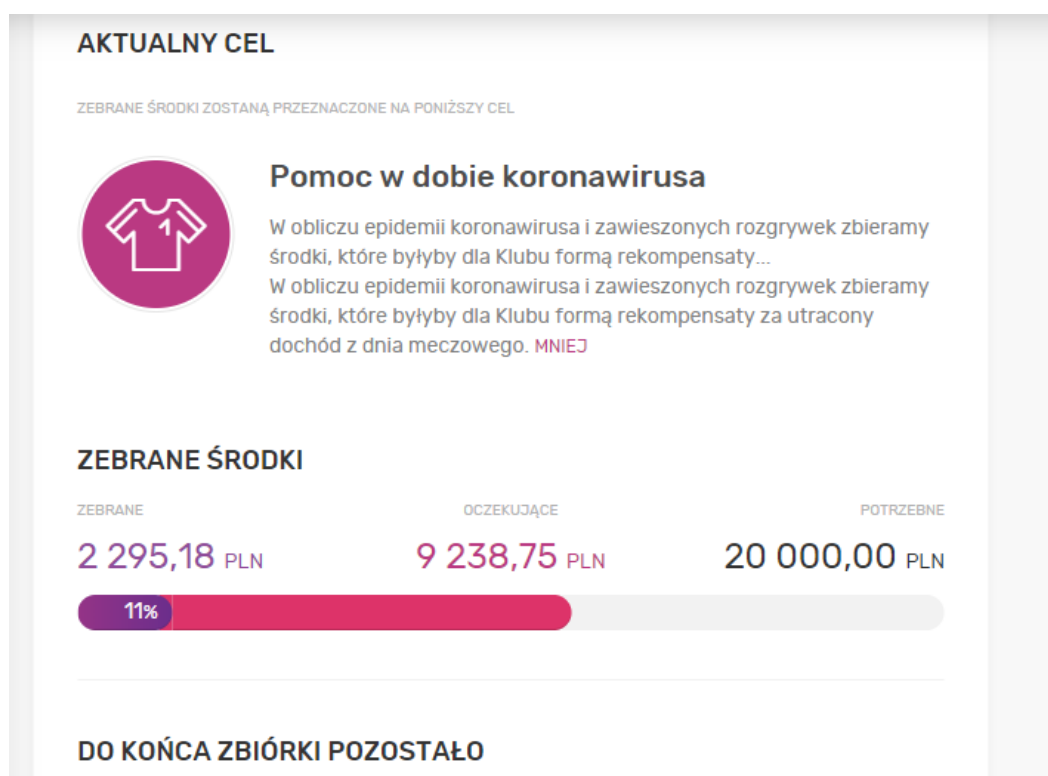 AKTUALNY CEL
ZEBRANE ŚRODKI ZOSTANĄ PRZEZNACZONE NA PONIŻSZY CEL
1
Pomoc w dobie koronawirusa
W obliczu epidemii koronawirusa i zawieszonych rozgrywek zbieramy
środki, które byłyby dla Klubu formą rekompensaty...
W obliczu epidemii koronawirusa i zawieszonych rozgrywek zbieramy
środki, które byłyby dla Klubu formą rekompensaty za utracony
dochód z dnia meczowego. MNIEJ
ZEBRANE ŚRODKI
ZEBRANE OCZEKUJĄCE POTRZEBNE
2 295,18 PLN 9 238,75 PLN 20 000,00 PLN
11%
DO KOŃCA ZBIÓRKI POZOSTAŁO